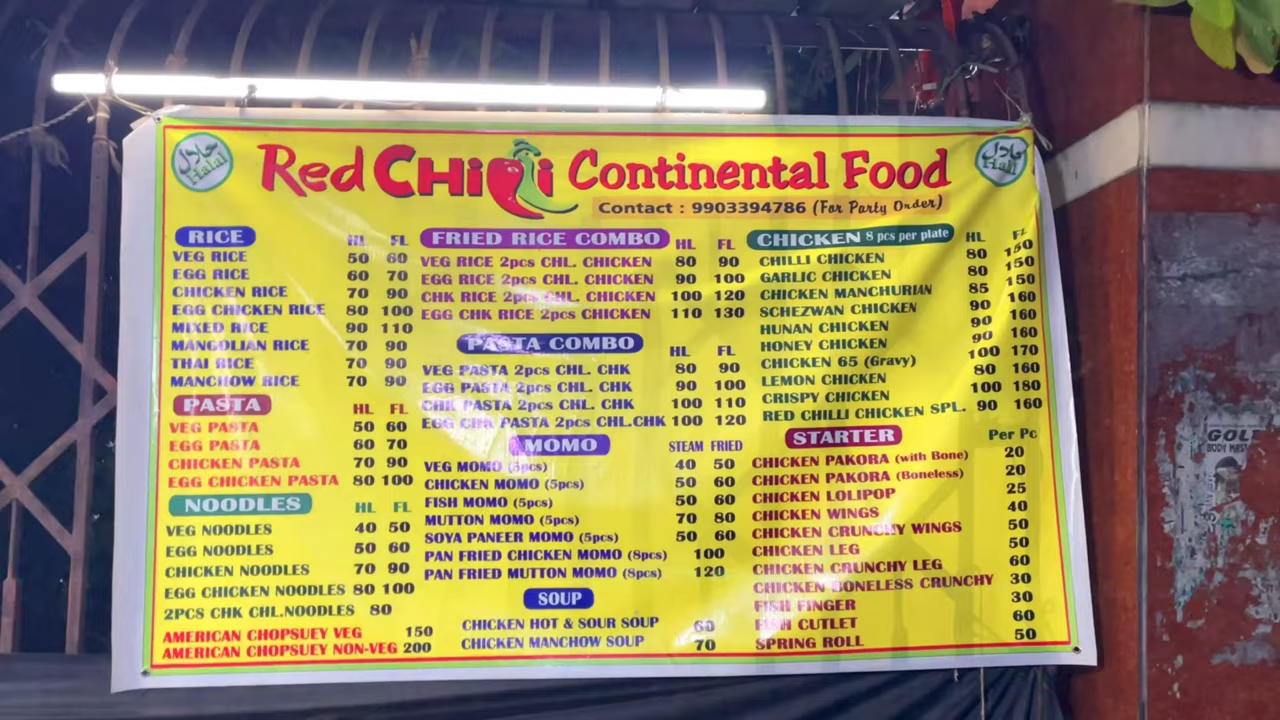 حلال Halal
Red CHilli Continental Food
حلال
Contact : 9903394786 (For Party Order)
RICE HL FL
VEG RICE 50 60
EGG RICE 60 70
CHICKEN RICE 70 90
EGG CHICKEN RICE 80 100
MIXED RICE 90 110
MANGOLIAN RICE 70 90
THAI RICE 70 90
MANCHOW RICE 70 90
PASTA HL FL
VEG PASTA 50 60
EGG PASTA 60 70
CHICKEN PASTA 70 90
EGG CHICKEN PASTA 80 100
NOODLES HL FL
VEG NOODLES 40 50
EGG NOODLES 50 60
CHICKEN NOODLES 70 90
EGG CHICKEN NOODLES 80 100
2PCS CHK CHL.NOODLES 80
AMERICAN CHOPSUEY VEG 150
AMERICAN CHOPSUEY NON-VEG 200
FRIED RICE COMBO HL FL
VEG RICE 2pcs CHL. CHICKEN 80 90
EGG RICE 2pcs CHL. CHICKEN 90 100
CHK RICE 2pcs CHL. CHICKEN 100 120
EGG CHK RICE 2pcs CHICKEN 110 130
PASTA COMBO HL FL
VEG PASTA 2pcs CHL. CHK 80 90
EGG PASTA 2pcs CHL. CHK 90 100
CHK PASTA 2pcs CHL. CHK 100 110
EGG CHK PASTA 2pcs CHL.CHK 100 120
MOMO STEAM FRIED
VEG MOMO (5pcs) 40 50
CHICKEN MOMO (5pcs) 50 60
FISH MOMO (5pcs) 50 60
MUTTON MOMO (5pcs) 70 80
SOYA PANEER MOMO (5pcs) 50 60
PAN FRIED CHICKEN MOMO (8pcs) 100
PAN FRIED MUTTON MOMO (8pcs) 120
SOUP
CHICKEN HOT & SOUR SOUP 60
CHICKEN MANCHOW SOUP 70
CHICKEN 8 pcs per plate HL FL
CHILLI CHICKEN 80 150
GARLIC CHICKEN 80 150
CHICKEN MANCHURIAN 85 150
SCHEZWAN CHICKEN 90 160
HUNAN CHICKEN 90 160
HONEY CHICKEN 90 160
CHICKEN 65 (Gravy) 100 170
LEMON CHICKEN 80 160
CRISPY CHICKEN 100 180
RED CHILLI CHICKEN SPL. 90 160
STARTER Per Pc
CHICKEN PAKORA (with Bone) 20
CHICKEN PAKORA (Boneless) 20
CHICKEN LOLIPOP 25
CHICKEN WINGS 40
CHICKEN CRUNCHY WINGS 50
CHICKEN LEG 50
CHICKEN CRUNCHY LEG 60
CHICKEN BONELESS CRUNCHY 30
FISH FINGER 30
FISH CUTLET 60
SPRING ROLL 50
BODY